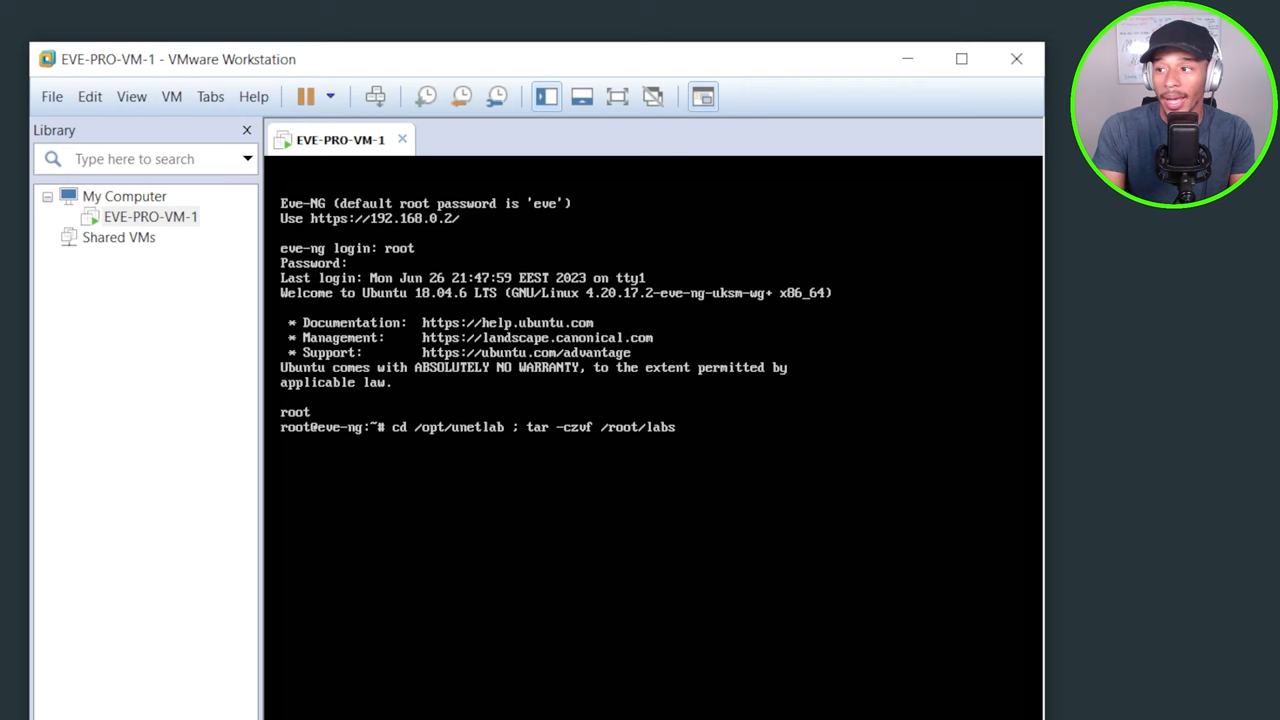 EVE-PRO-VM-1 - VMware Workstation
File Edit View VM Tabs Help
Library
Type here to search
My Computer
EVE-PRO-VM-1
Shared VMs
EVE-PRO-VM-1
Eve-NG (default root password is 'eve')
Use https://192.168.0.2/
eve-ng login: root
Password:
Last login: Mon Jun 26 21:47:59 EEST 2023 on tty1
Welcome to Ubuntu 18.04.6 LTS (GNU/Linux 4.20.17.2-eve-ng-uksm-wg+ x86_64)
* Documentation: https://help.ubuntu.com
* Management: https://landscape.canonical.com
* Support: https://ubuntu.com/advantage
Ubuntu comes with ABSOLUTELY NO WARRANTY, to the extent permitted by
applicable law.
root
root@eve-ng:~# cd /opt/unetlab ; tar -czvf /root/labs